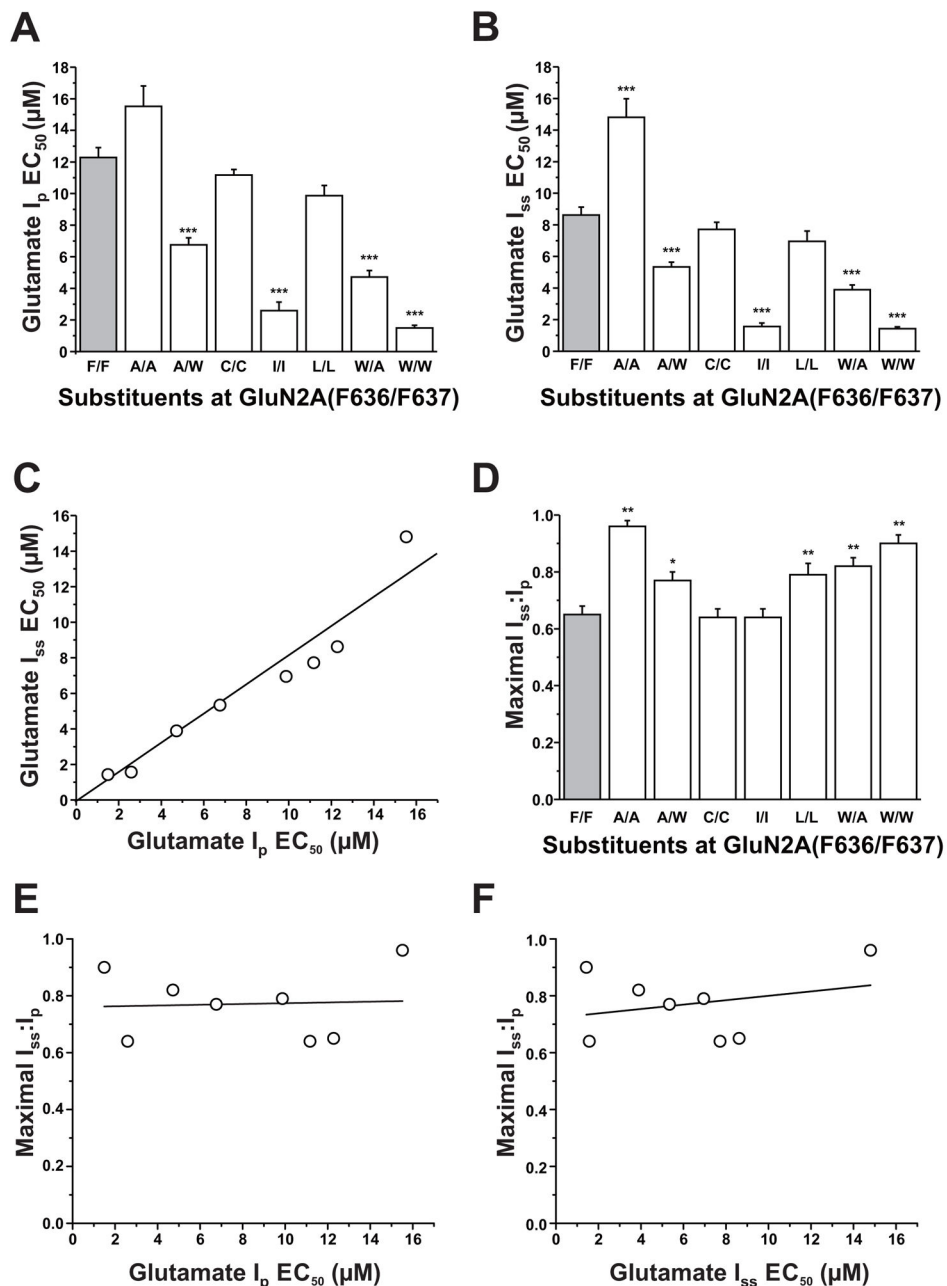 A
Glutamate Ip EC50 (µM)
18
16
14
12
10
8
6
4
2
0
*** *** *** ***
F/F A/A A/W C/C I/I L/L W/A W/W
Substituents at GluN2A(F636/F637)
B
Glutamate Iss EC50 (µM)
18
16
14
12
10
8
6
4
2
0
*** *** *** *** ***
F/F A/A A/W C/C I/I L/L W/A W/W
Substituents at GluN2A(F636/F637)
C
Glutamate Iss EC50 (µM)
16
14
12
10
8
6
4
2
0
0 2 4 6 8 10 12 14 16
Glutamate Ip EC50 (µM)
D
Maximal Iss:Ip
1.0
0.8
0.6
0.4
0.2
0.0
** * ** ** **
F/F A/A A/W C/C I/I L/L W/A W/W
Substituents at GluN2A(F636/F637)
E
Maximal Iss:Ip
1.0
0.8
0.6
0.4
0.2
0.0
0 2 4 6 8 10 12 14 16
Glutamate Ip EC50 (µM)
F
Maximal Iss:Ip
1.0
0.8
0.6
0.4
0.2
0.0
0 2 4 6 8 10 12 14 16
Glutamate Iss EC50 (µM)